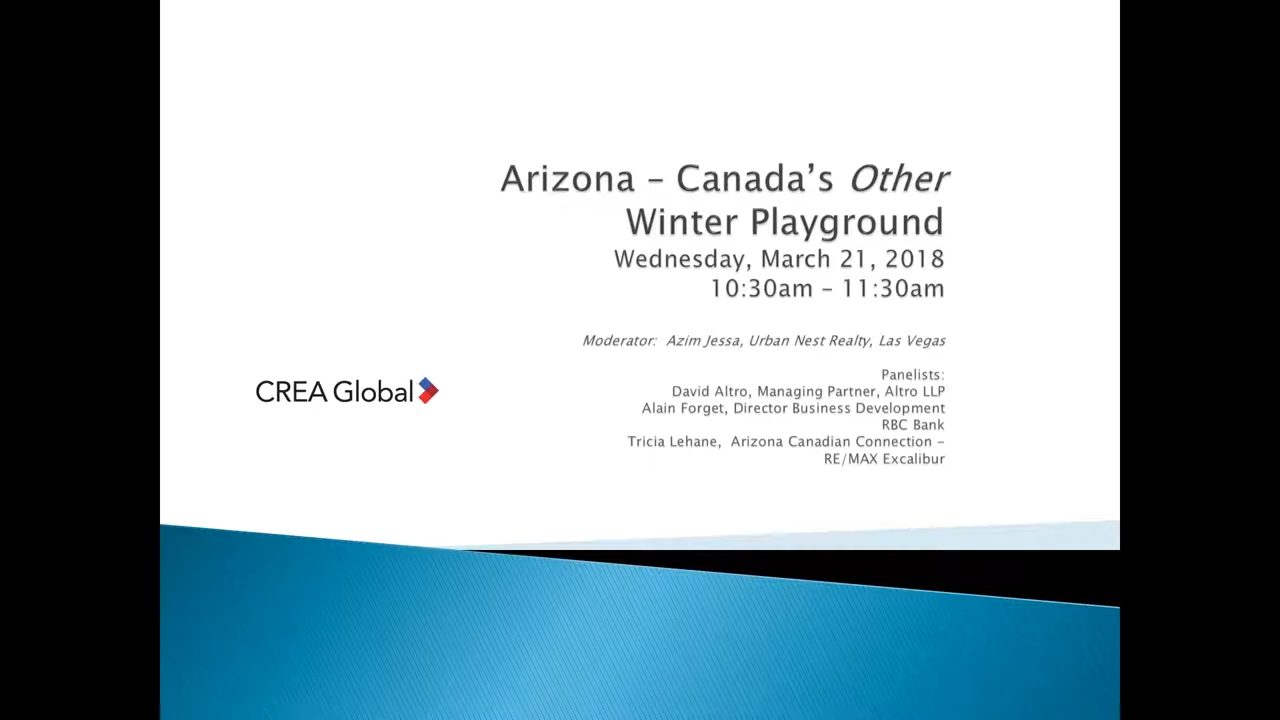 Arizona – Canada's Other
Winter Playground
Wednesday, March 21, 2018
10:30am – 11:30am
Moderator: Azim Jessa, Urban Nest Realty, Las Vegas
Panelists:
David Altro, Managing Partner, Altro LLP
Alain Forget, Director Business Development
RBC Bank
Tricia Lehane, Arizona Canadian Connection –
RE/MAX Excalibur
CREA Global